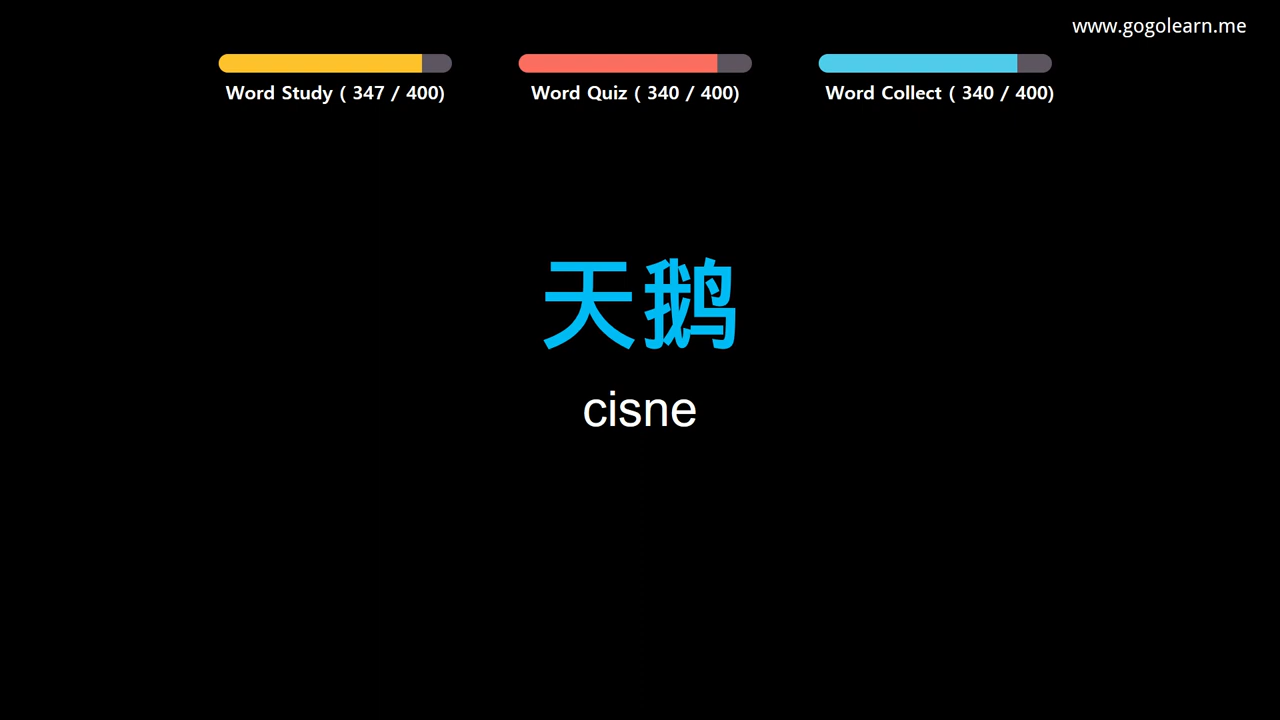 www.gogolearn.me
Word Study ( 347 / 400)
Word Quiz ( 340 / 400)
Word Collect ( 340 / 400)
天鹅
cisne